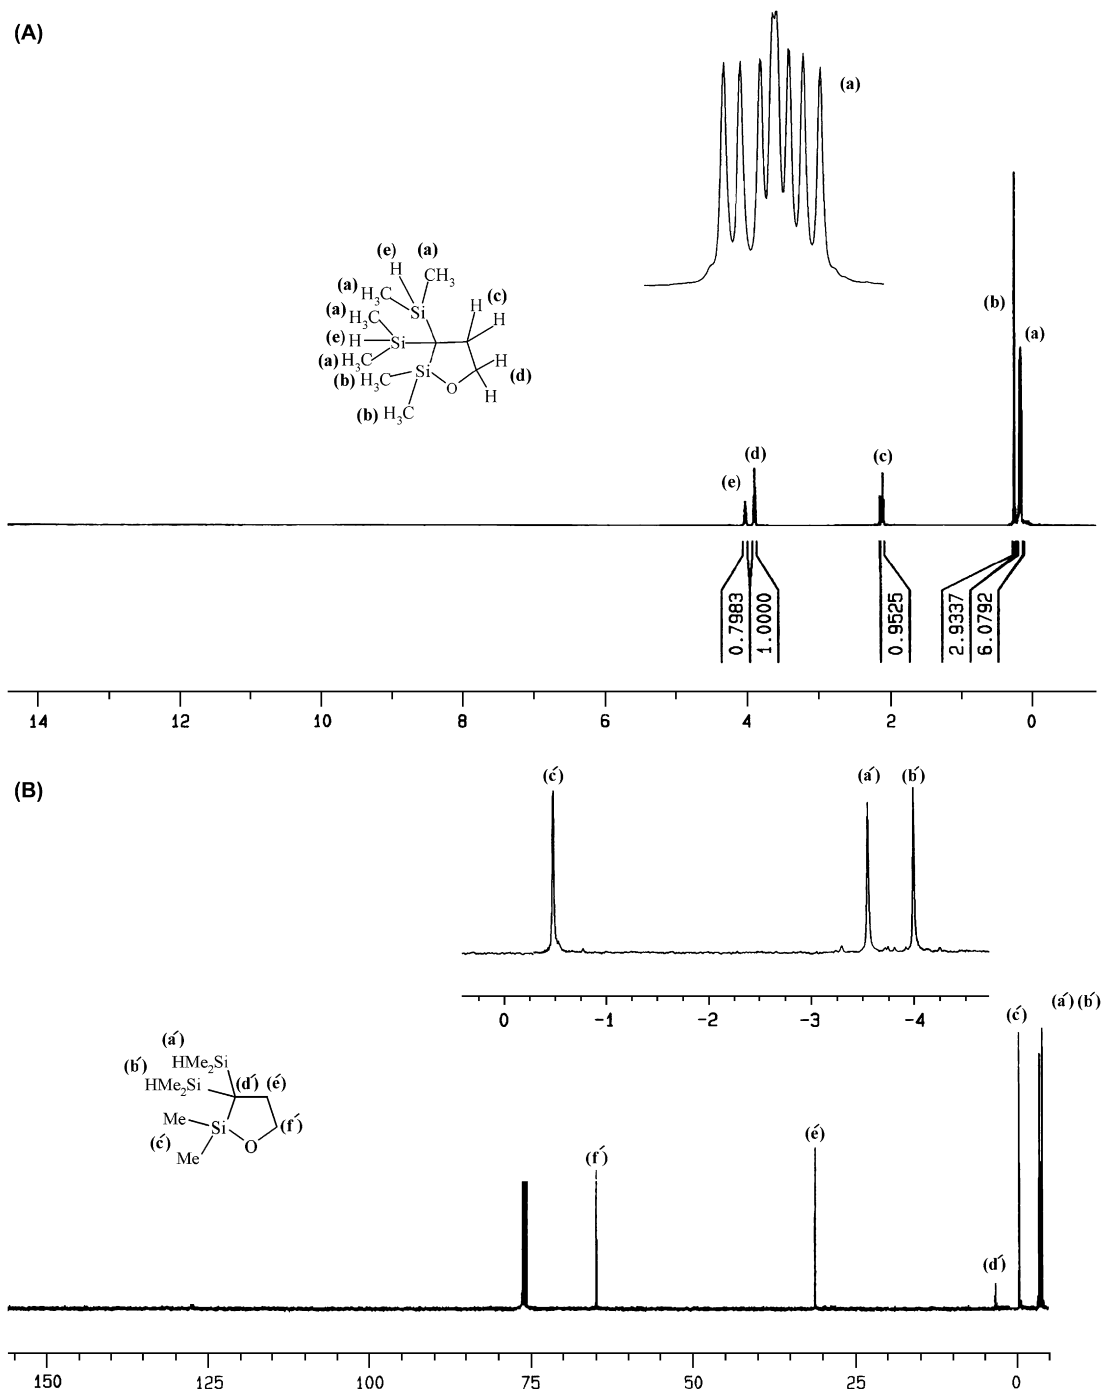 (A)
(a)
(e) (a)
H
CH3
(a) H3C
(b)
(a) H3C Si H (c)
H
(a)
(e) H Si
(a) H3C H
(b) H3C Si (d)
O H
(b) H3C
(d)
(e)
(c)
0.7983
1.0000
0.9525
2.9337
6.0792
14 12 10 8 6 4 2 0
(B)
(c´) (a´) (b´)
0 -1 -2 -3 -4
(a´) (b´)
(c´)
(a´)
HMe2Si
(b´)
HMe2Si (d´) (e´)
Me
Si (f´)
(c´) O
Me
(e´)
(f´)
(d´)
150 125 100 75 50 25 0